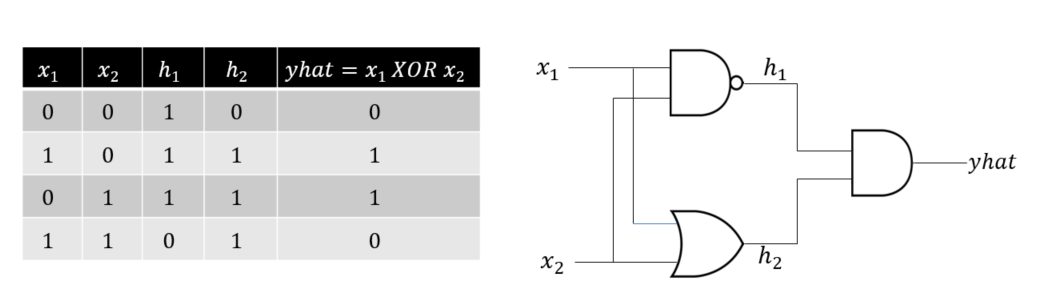 x₁ x₂ h₁ h₂ yhat = x₁ XOR x₂
0 0 1 0 0
1 0 1 1 1
0 1 1 1 1
1 1 0 1 0
x₁
h₁
yhat
x₂
h₂